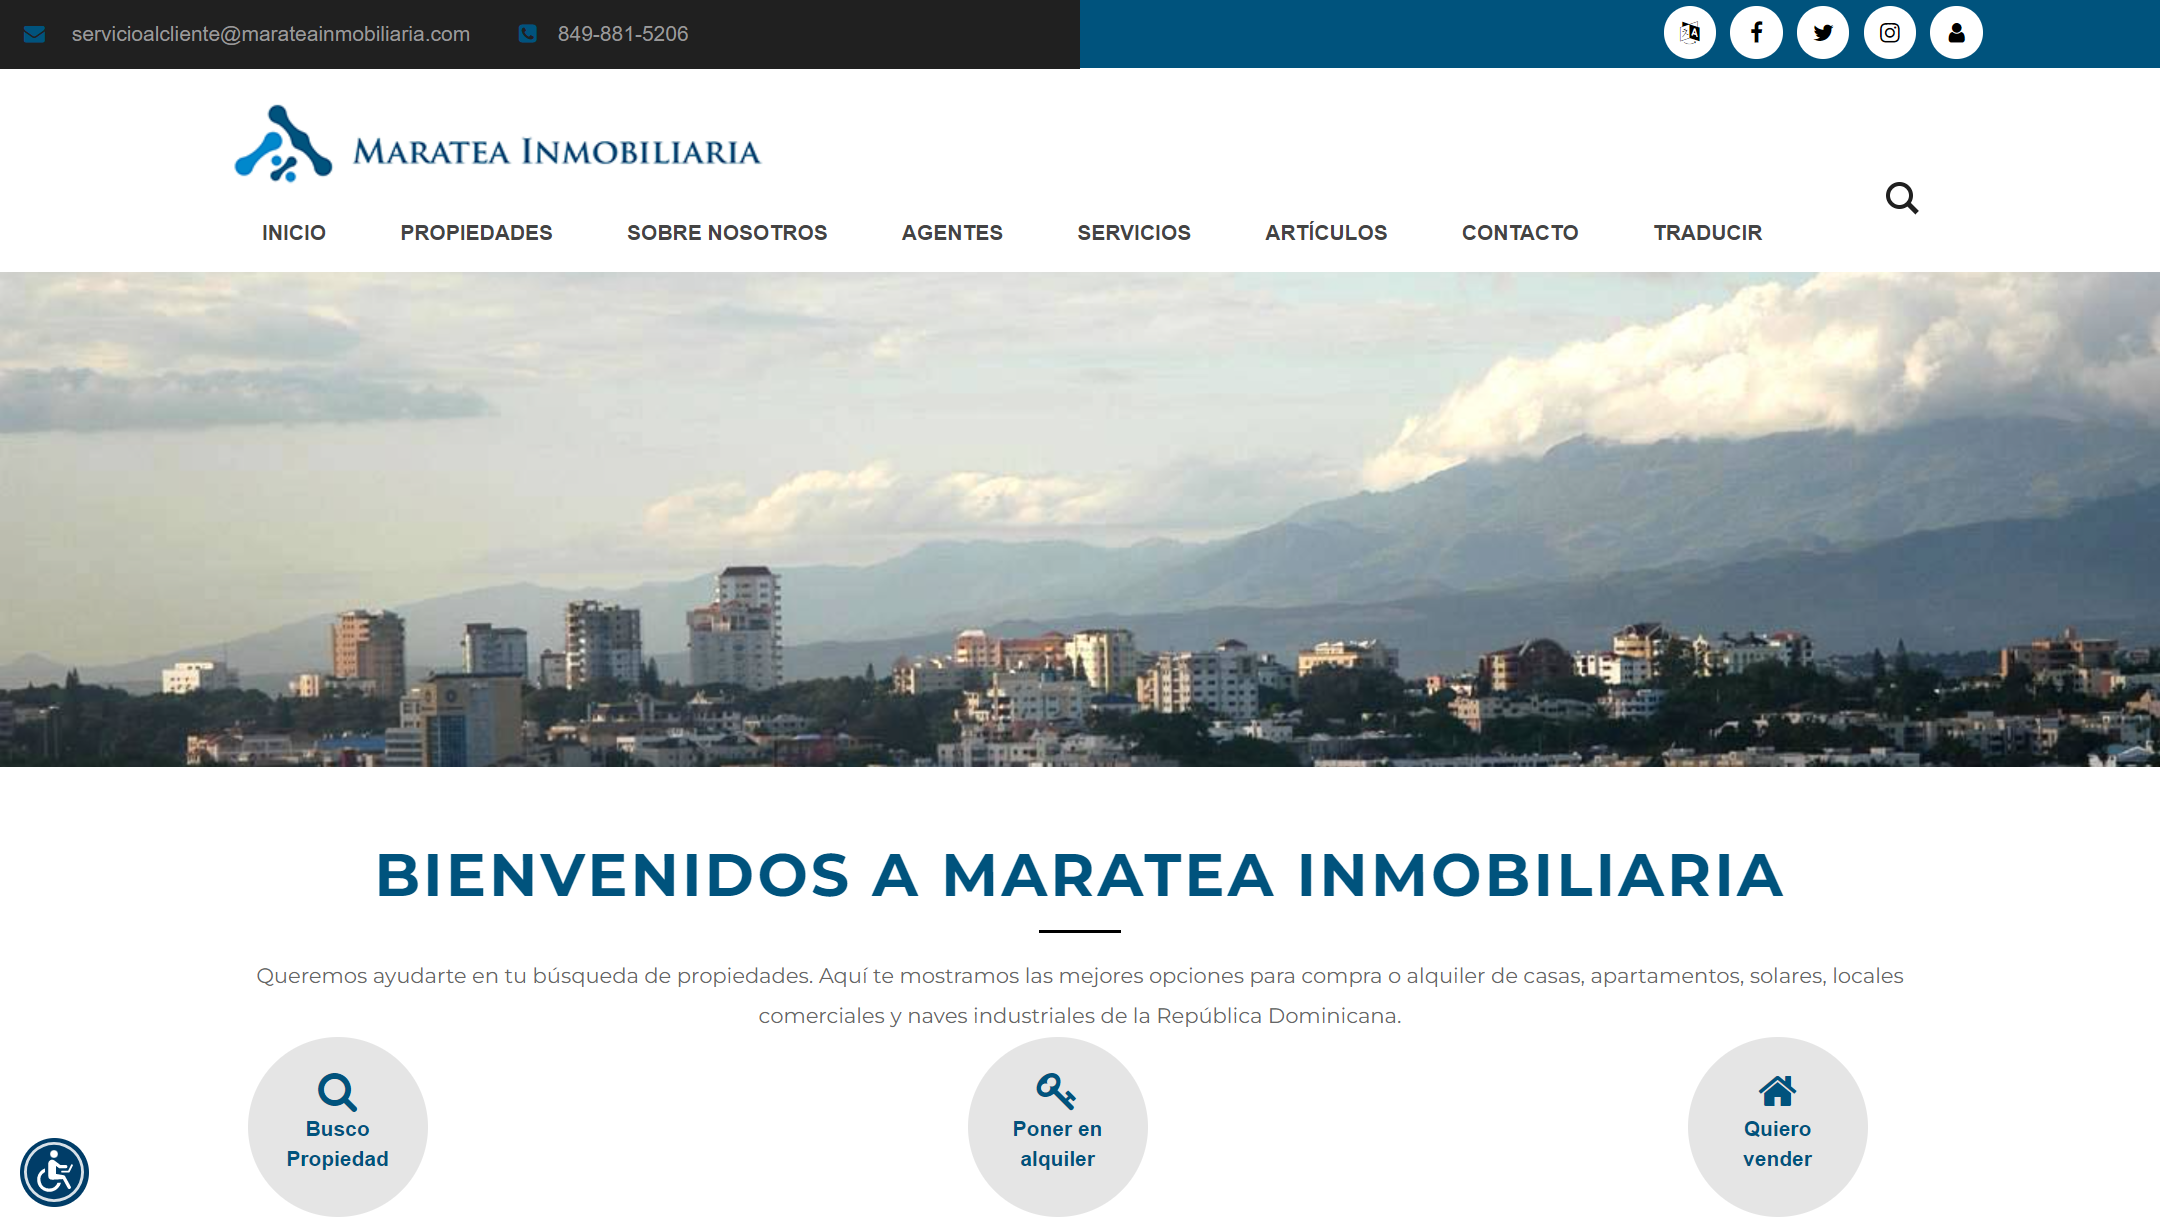 servicioalcliente@marateainmobiliaria.com
849-881-5206
MARATEA INMOBILIARIA
INICIO
PROPIEDADES
SOBRE NOSOTROS
AGENTES
SERVICIOS
ARTÍCULOS
CONTACTO
TRADUCIR
BIENVENIDOS A MARATEA INMOBILIARIA
Queremos ayudarte en tu búsqueda de propiedades. Aquí te mostramos las mejores opciones para compra o alquiler de casas, apartamentos, solares, locales
comerciales y naves industriales de la República Dominicana.
Busco
Propiedad
Poner en
alquiler
Quiero
vender